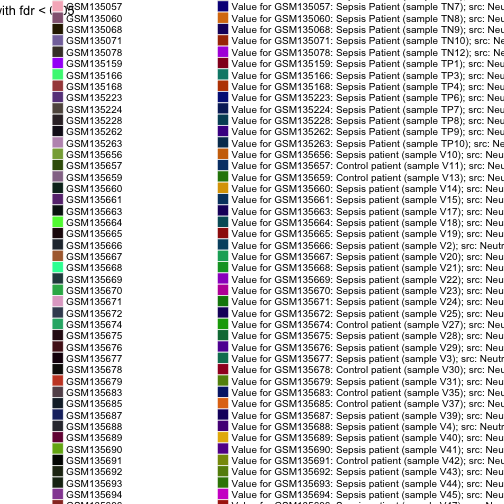 with fdr < 0.05
GSM135057 Value for GSM135057: Sepsis Patient (sample TN7); src: Neu
GSM135060 Value for GSM135060: Sepsis Patient (sample TN8); src: Neu
GSM135068 Value for GSM135068: Sepsis Patient (sample TN9); src: Neu
GSM135071 Value for GSM135071: Sepsis Patient (sample TN10); src: Ne
GSM135078 Value for GSM135078: Sepsis Patient (sample TN12); src: Ne
GSM135159 Value for GSM135159: Sepsis Patient (sample TP1); src: Neu
GSM135166 Value for GSM135166: Sepsis Patient (sample TP3); src: Neu
GSM135168 Value for GSM135168: Sepsis Patient (sample TP4); src: Neu
GSM135223 Value for GSM135223: Sepsis Patient (sample TP6); src: Neu
GSM135224 Value for GSM135224: Sepsis Patient (sample TP7); src: Neu
GSM135228 Value for GSM135228: Sepsis Patient (sample TP8); src: Neu
GSM135262 Value for GSM135262: Sepsis Patient (sample TP9); src: Neu
GSM135263 Value for GSM135263: Sepsis Patient (sample TP10); src: Ne
GSM135656 Value for GSM135656: Sepsis patient (sample V10); src: Neu
GSM135657 Value for GSM135657: Control patient (sample V11); src: Neu
GSM135659 Value for GSM135659: Control patient (sample V13); src: Neu
GSM135660 Value for GSM135660: Sepsis patient (sample V14); src: Neu
GSM135661 Value for GSM135661: Sepsis patient (sample V15); src: Neu
GSM135663 Value for GSM135663: Sepsis patient (sample V17); src: Neu
GSM135664 Value for GSM135664: Sepsis patient (sample V18); src: Neu
GSM135665 Value for GSM135665: Sepsis patient (sample V19); src: Neu
GSM135666 Value for GSM135666: Sepsis patient (sample V2); src: Neutr
GSM135667 Value for GSM135667: Sepsis patient (sample V20); src: Neu
GSM135668 Value for GSM135668: Sepsis patient (sample V21); src: Neu
GSM135669 Value for GSM135669: Sepsis patient (sample V22); src: Neu
GSM135670 Value for GSM135670: Sepsis patient (sample V23); src: Neu
GSM135671 Value for GSM135671: Sepsis patient (sample V24); src: Neu
GSM135672 Value for GSM135672: Sepsis patient (sample V25); src: Neu
GSM135674 Value for GSM135674: Control patient (sample V27); src: Neu
GSM135675 Value for GSM135675: Sepsis patient (sample V28); src: Neu
GSM135676 Value for GSM135676: Sepsis patient (sample V29); src: Neu
GSM135677 Value for GSM135677: Sepsis patient (sample V3); src: Neutr
GSM135678 Value for GSM135678: Control patient (sample V30); src: Neu
GSM135679 Value for GSM135679: Sepsis patient (sample V31); src: Neu
GSM135683 Value for GSM135683: Control patient (sample V35); src: Neu
GSM135685 Value for GSM135685: Control patient (sample V37); src: Neu
GSM135687 Value for GSM135687: Sepsis patient (sample V39); src: Neu
GSM135688 Value for GSM135688: Sepsis patient (sample V4); src: Neutr
GSM135689 Value for GSM135689: Sepsis patient (sample V40); src: Neu
GSM135690 Value for GSM135690: Sepsis patient (sample V41); src: Neu
GSM135691 Value for GSM135691: Control patient (sample V42); src: Neu
GSM135692 Value for GSM135692: Sepsis patient (sample V43); src: Neu
GSM135693 Value for GSM135693: Sepsis patient (sample V44); src: Neu
GSM135694 Value for GSM135694: Sepsis patient (sample V45); src: Neu